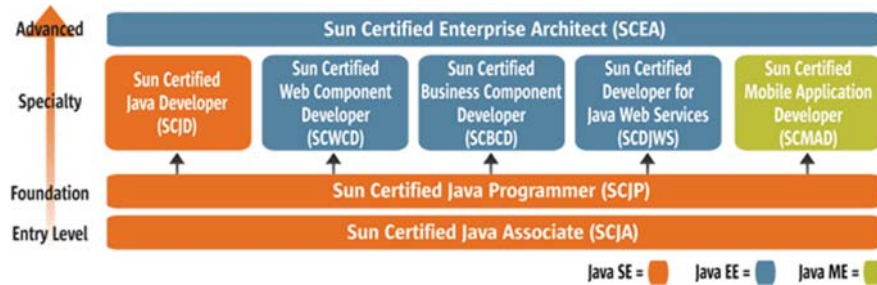 Advanced
Sun Certified Enterprise Architect (SCEA)
Specialty
Sun Certified
Java Developer
(SCJD)
Sun Certified
Web Component
Developer
(SCWCD)
Sun Certified
Business Component
Developer
(SCBCD)
Sun Certified
Developer for
Java Web Services
(SCDJWS)
Sun Certified
Mobile Application
Developer
(SCMAD)
Foundation
Sun Certified Java Programmer (SCJP)
Entry Level
Sun Certified Java Associate (SCJA)
Java SE =
Java EE =
Java ME =